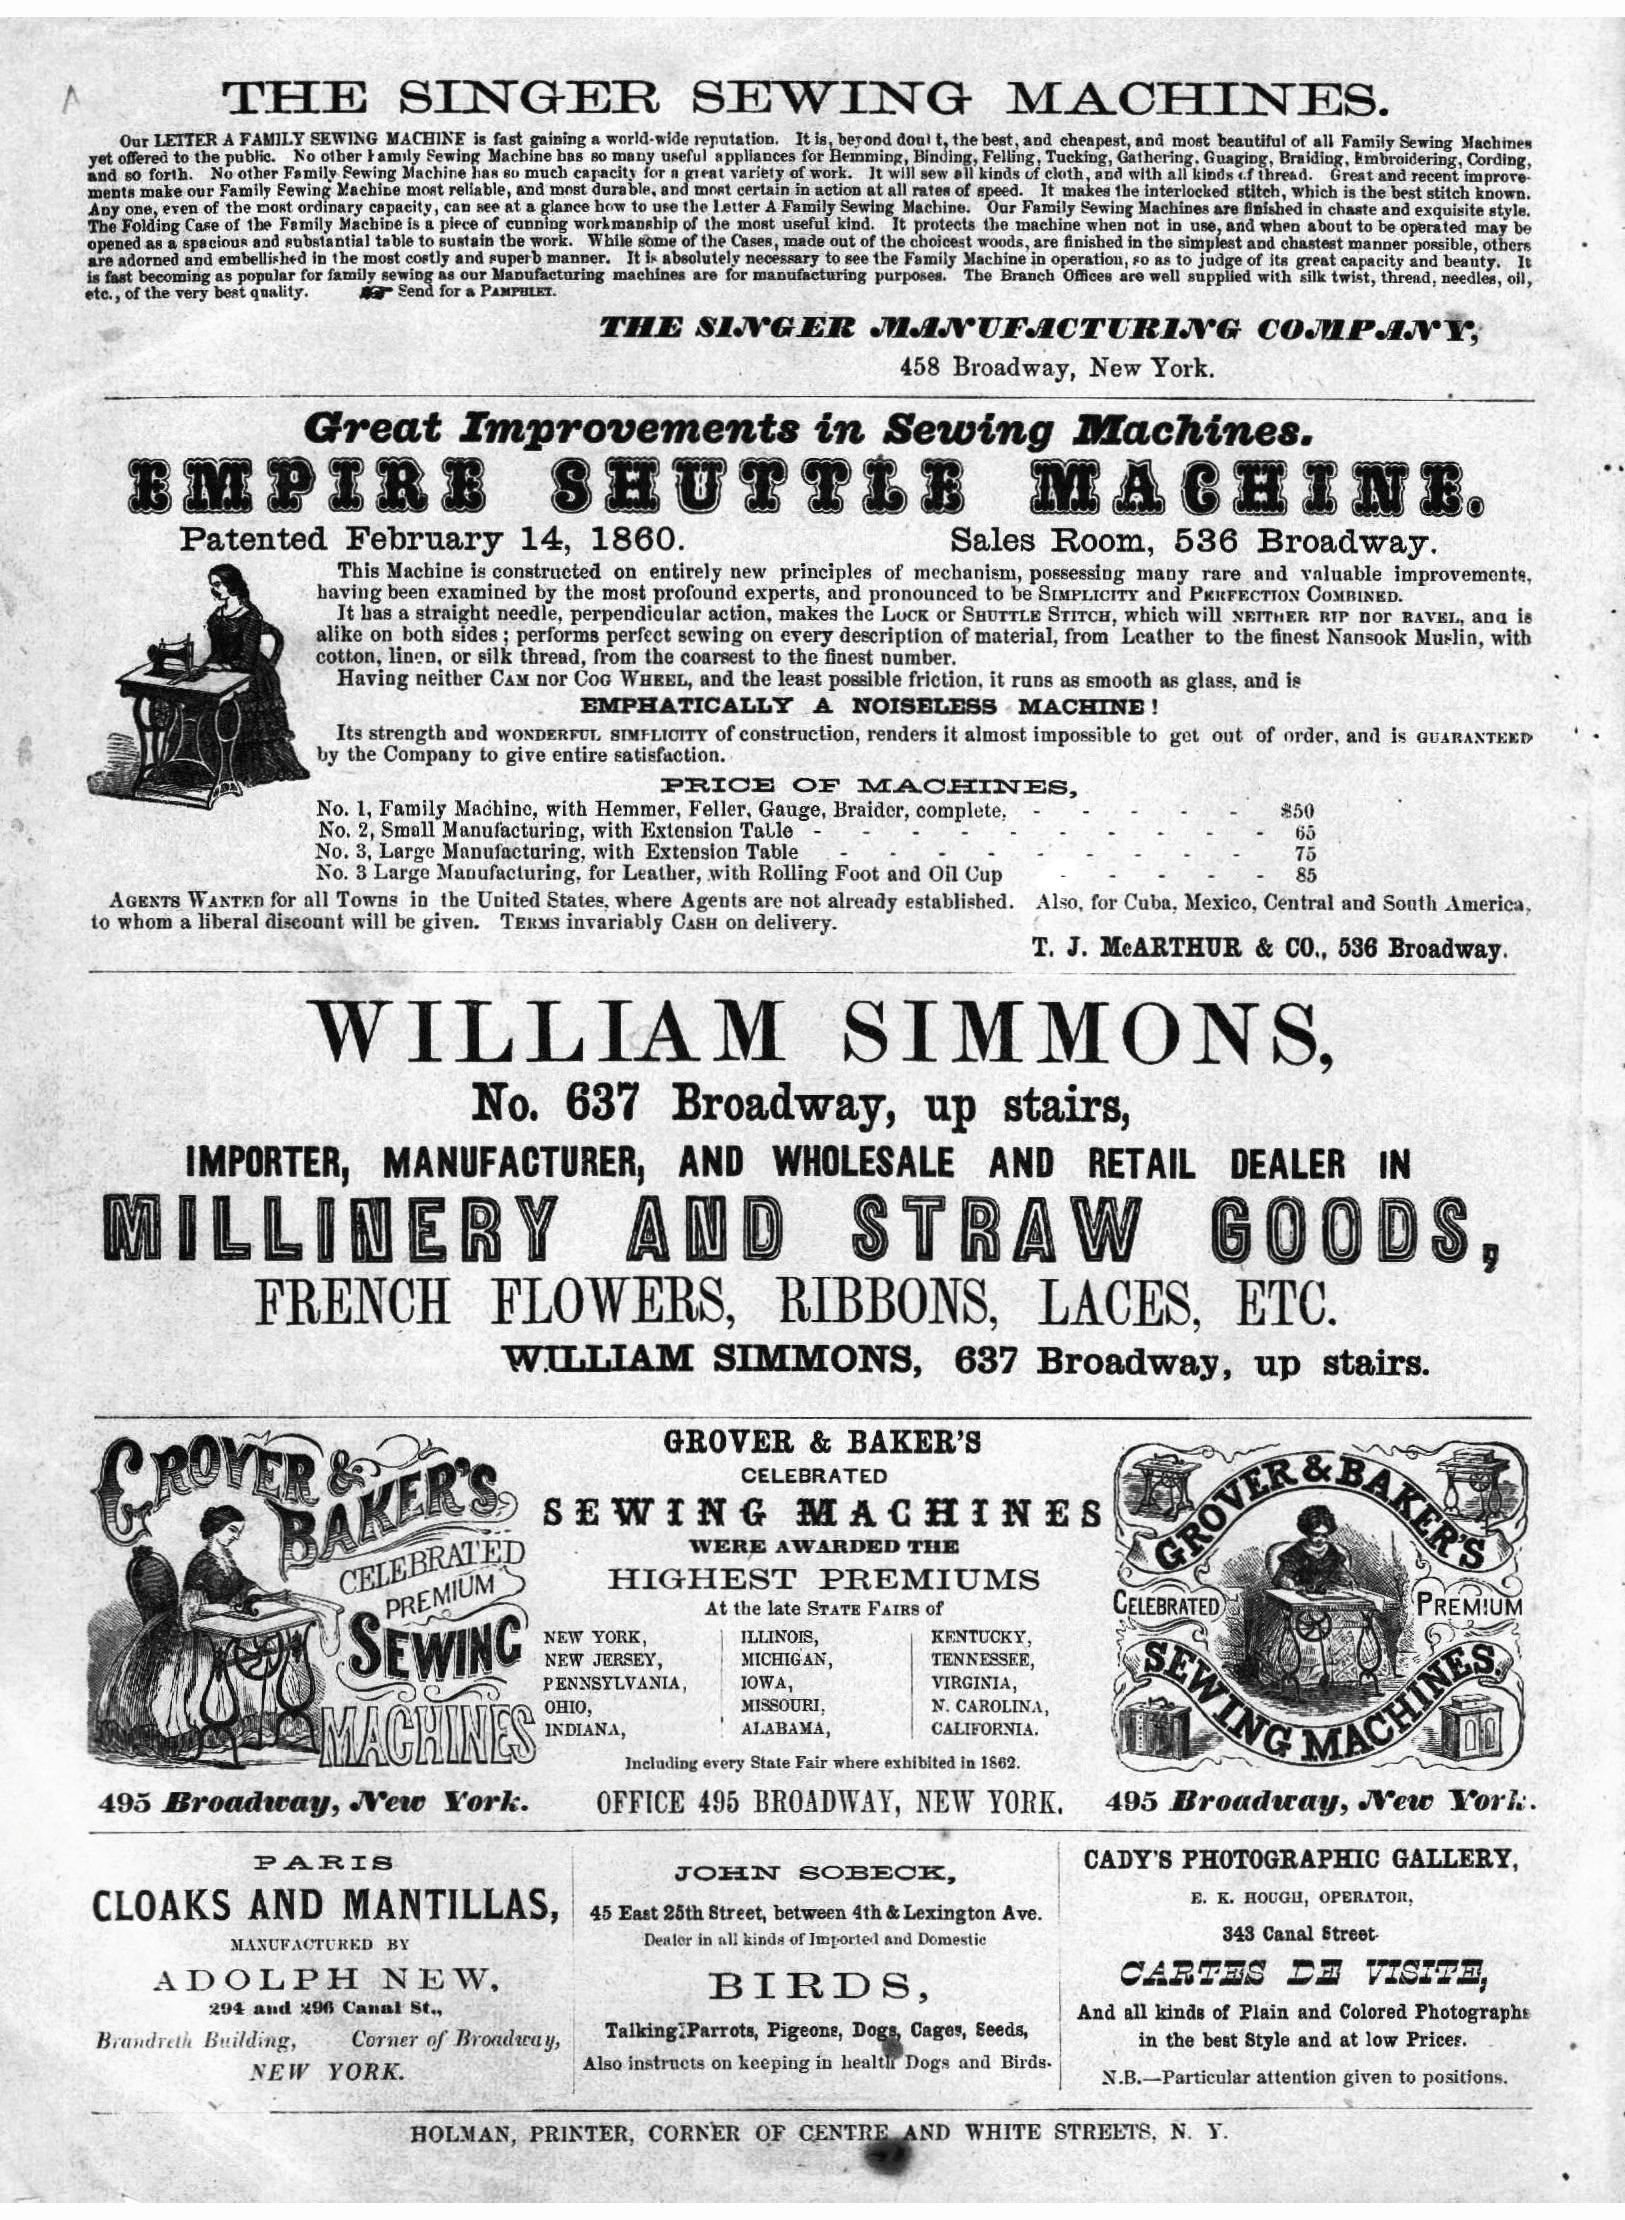 THE SINGER SEWING MACHINES.
Our LETTER A FAMILY SEWING MACHINE is fast gaining a world-wide reputation. It is, beyond doubt, the best, and cheapest, and most beautiful of all Family Sewing Machines
yet offered to the public. No other Family Sewing Machine has so many useful appliances for Hemming, Binding, Felling, Tucking, Gathering, Guaging, Braiding, Embroidering, Cording,
and so forth. No other Family Sewing Machine has so much capacity for a great variety of work. It will sew all kinds of cloth, and with all kinds of thread. Great and recent improve-
ments make our Family Sewing Machine most reliable, and most durable, and most certain in action at all rates of speed. It makes the interlocked stitch, which is the best stitch known.
Any one, even of the most ordinary capacity, can see at a glance how to use the Letter A Family Sewing Machine. Our Family Sewing Machines are finished in chaste and exquisite style.
The Folding Case of the Family Machine is a piece of cunning workmanship of the most useful kind. It protects the machine when not in use, and when about to be operated may be
opened as a spacious and substantial table to sustain the work. While some of the Cases, made out of the choicest woods, are finished in the simplest and chastest manner possible, others
are adorned and embellished in the most costly and superb manner. It is absolutely necessary to see the Family Machine in operation, so as to judge of its great capacity and beauty. It
is fast becoming as popular for family sewing as our Manufacturing machines are for manufacturing purposes. The Branch Offices are well supplied with silk twist, thread, needles, oil,
etc., of the very best quality. ☞ Send for a PAMPHLET.
THE SINGER MANUFACTURING COMPANY,
458 Broadway, New York.
Great Improvements in Sewing Machines.
EMPIRE SHUTTLE MACHINE.
Patented February 14, 1860. Sales Room, 536 Broadway.
This Machine is constructed on entirely new principles of mechanism, possessing many rare and valuable improvements,
having been examined by the most profound experts, and pronounced to be SIMPLICITY and PERFECTION COMBINED.
It has a straight needle, perpendicular action, makes the LOCK or SHUTTLE STITCH, which will NEITHER RIP nor RAVEL, and is
alike on both sides; performs perfect sewing on every description of material, from Leather to the finest Nansook Muslin, with
cotton, linen, or silk thread, from the coarsest to the finest number.
Having neither CAM nor COG WHEEL, and the least possible friction, it runs as smooth as glass, and is
EMPHATICALLY A NOISELESS MACHINE!
Its strength and WONDERFUL SIMPLICITY of construction, renders it almost impossible to get out of order, and is GUARANTEED
by the Company to give entire satisfaction.
PRICE OF MACHINES,
No. 1, Family Machine, with Hemmer, Feller, Gauge, Braider, complete, - - - - - $50
No. 2, Small Manufacturing, with Extension Table - - - - - - - - - - 65
No. 3, Large Manufacturing, with Extension Table - - - - - - - - - 75
No. 3 Large Manufacturing, for Leather, with Rolling Foot and Oil Cup - - - - - 85
AGENTS WANTED for all Towns in the United States, where Agents are not already established. Also, for Cuba, Mexico, Central and South America,
to whom a liberal discount will be given. TERMS invariably CASH on delivery.
T. J. McARTHUR & CO., 536 Broadway.
WILLIAM SIMMONS,
No. 637 Broadway, up stairs,
IMPORTER, MANUFACTURER, AND WHOLESALE AND RETAIL DEALER IN
MILLINERY AND STRAW GOODS,
FRENCH FLOWERS, RIBBONS, LACES, ETC.
WILLIAM SIMMONS, 637 Broadway, up stairs.
GROVER &
BAKER'S
CELEBRATED
PREMIUM
SEWING
MACHINES
495 Broadway, New York.
GROVER & BAKER'S
CELEBRATED
SEWING MACHINES
WERE AWARDED THE
HIGHEST PREMIUMS
At the late STATE FAIRS of
NEW YORK, ILLINOIS, KENTUCKY,
NEW JERSEY, MICHIGAN, TENNESSEE,
PENNSYLVANIA, IOWA, VIRGINIA,
OHIO, MISSOURI, N. CAROLINA,
INDIANA, ALABAMA, CALIFORNIA.
Including every State Fair where exhibited in 1862.
OFFICE 495 BROADWAY, NEW YORK.
GROVER & BAKER'S
CELEBRATED PREMIUM
SEWING MACHINES.
495 Broadway, New York.
PARIS
CLOAKS AND MANTILLAS,
MANUFACTURED BY
ADOLPH NEW,
294 and 296 Canal St.,
Brandreth Building, Corner of Broadway,
NEW YORK.
JOHN SOBECK,
45 East 25th Street, between 4th & Lexington Ave.
Dealer in all kinds of Imported and Domestic
BIRDS,
Talking Parrots, Pigeons, Dogs, Cages, Seeds,
Also instructs on keeping in health Dogs and Birds.
CADY'S PHOTOGRAPHIC GALLERY,
E. K. HOUGH, OPERATOR,
343 Canal Street.
CARTES DE VISITE,
And all kinds of Plain and Colored Photographs
in the best Style and at low Prices.
N.B.—Particular attention given to positions.
HOLMAN, PRINTER, CORNER OF CENTRE AND WHITE STREETS, N. Y.